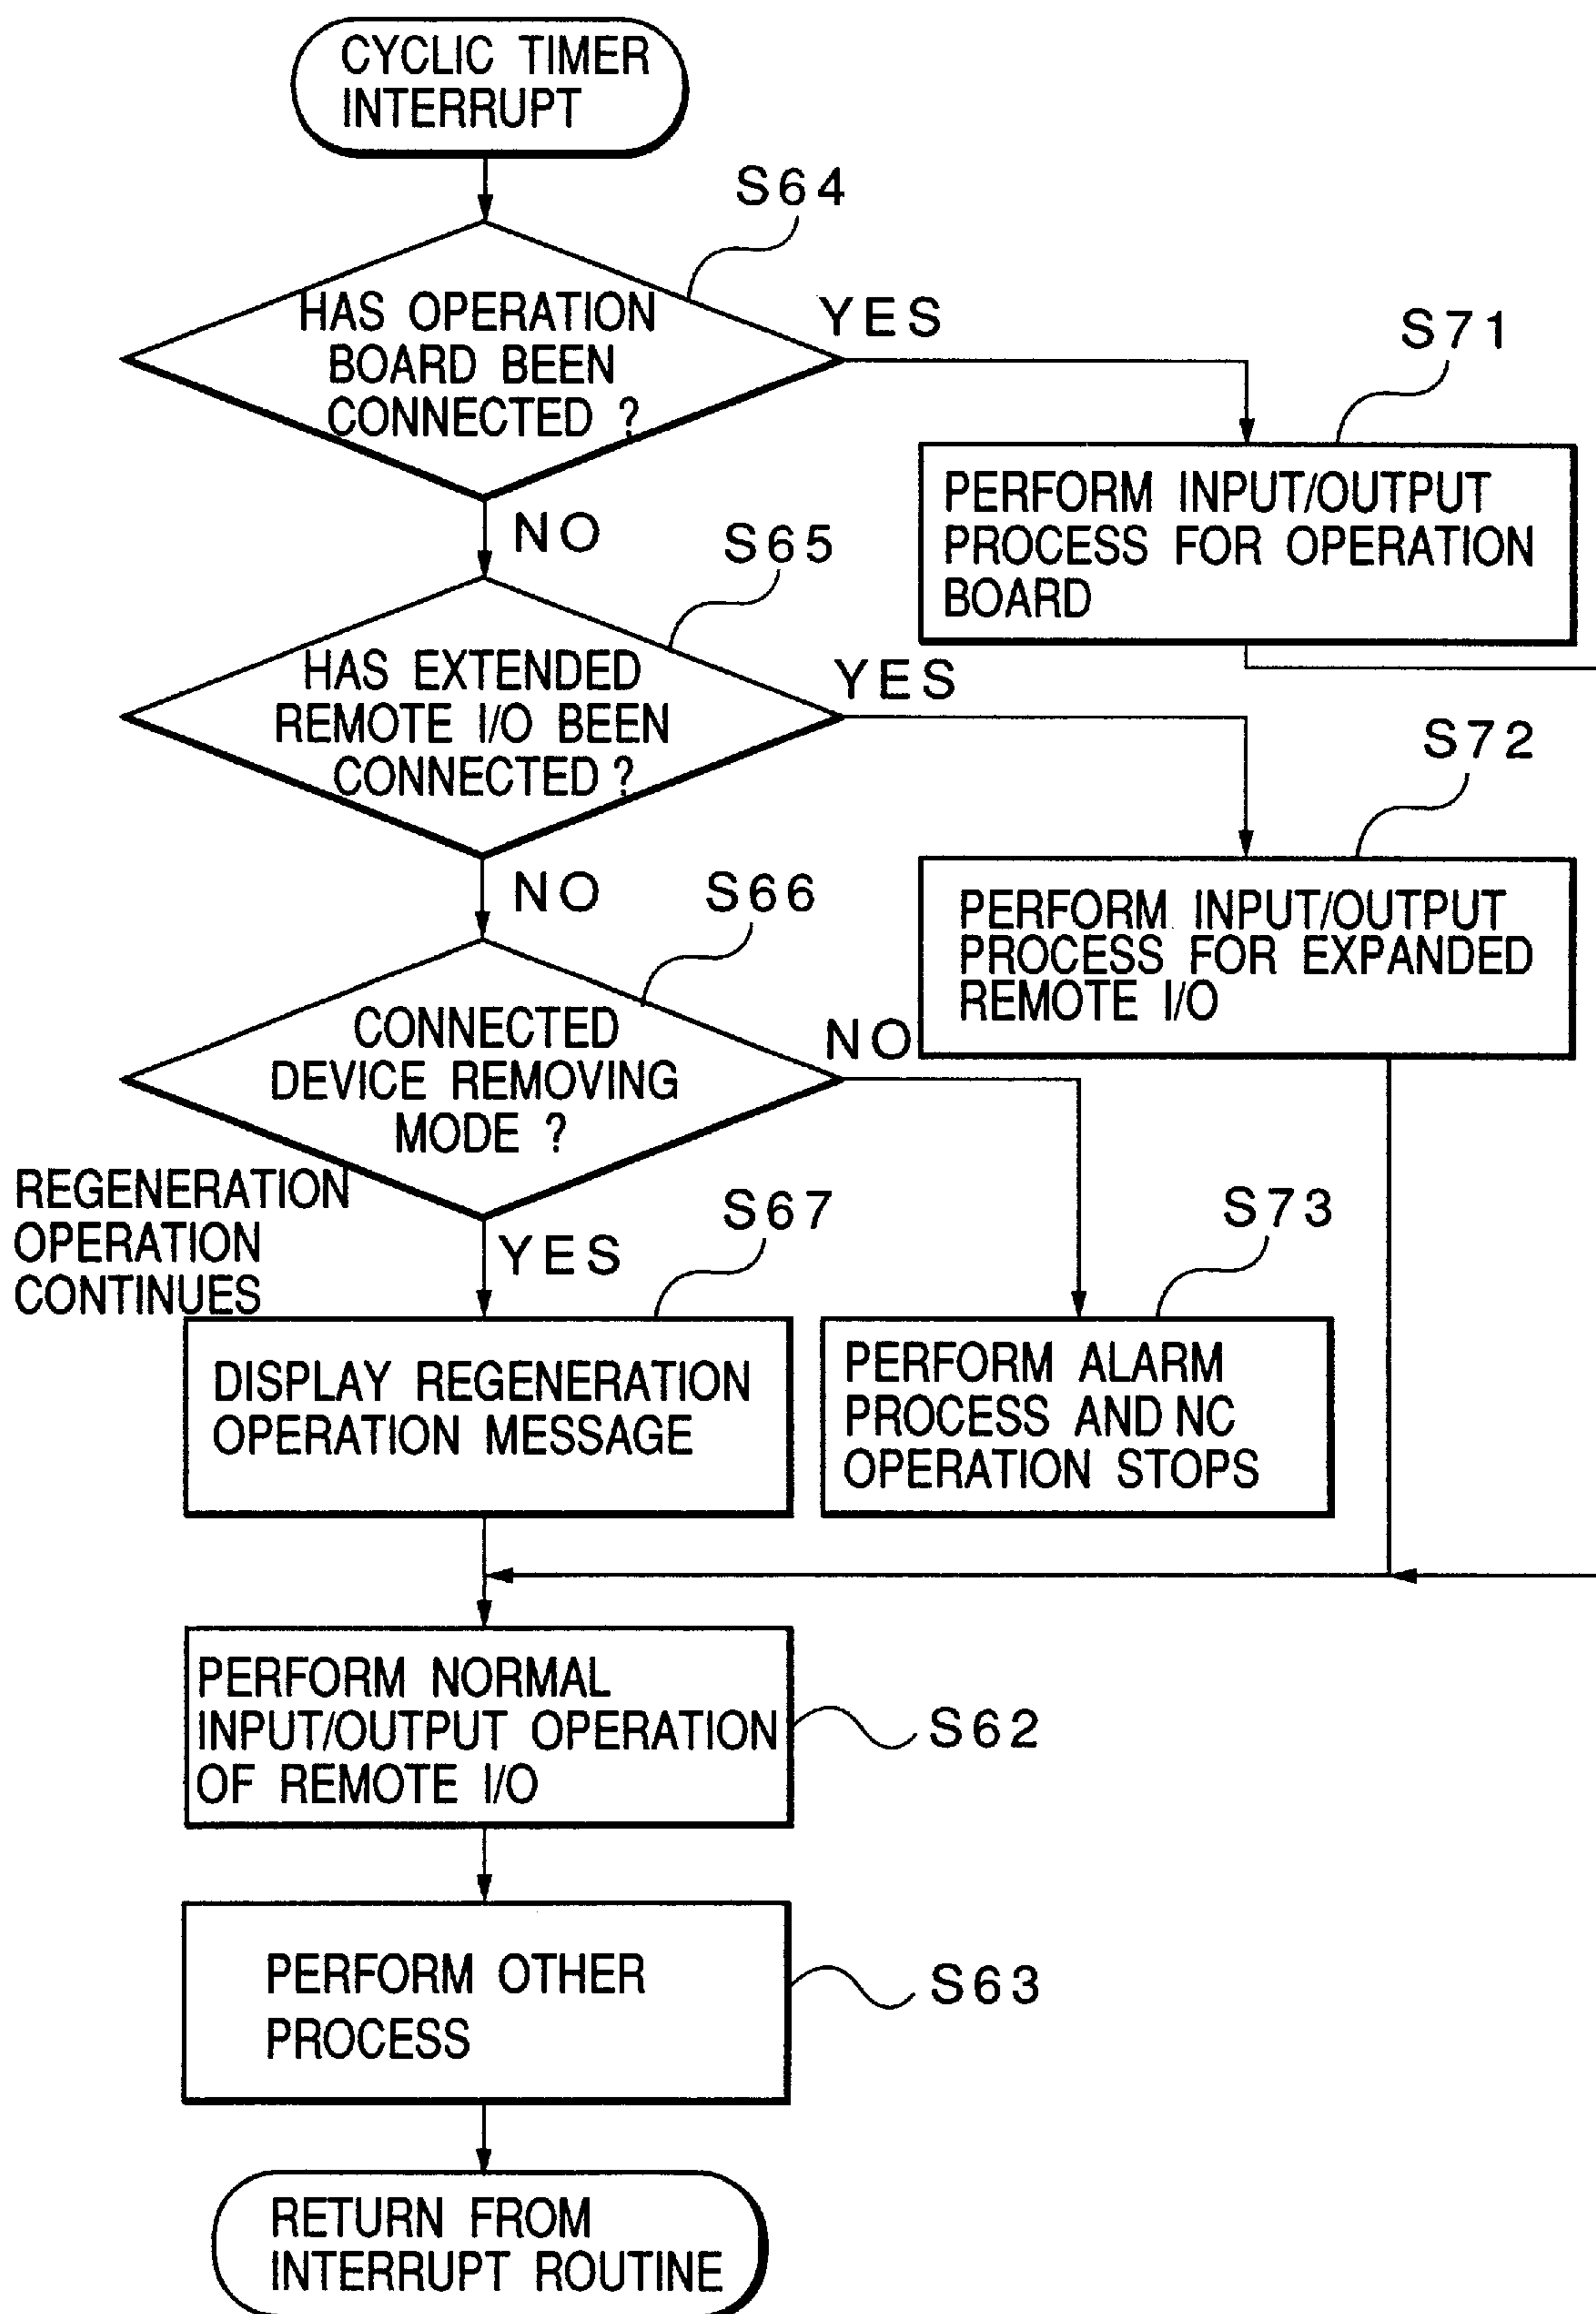 CYCLIC TIMER
INTERRUPT
S64
HAS OPERATION
BOARD BEEN
CONNECTED ?
YES
S71
PERFORM INPUT/OUTPUT
PROCESS FOR OPERATION
BOARD
NO
S65
HAS EXTENDED
REMOTE I/O BEEN
CONNECTED ?
YES
S72
PERFORM INPUT/OUTPUT
PROCESS FOR EXPANDED
REMOTE I/O
NO
S66
CONNECTED
DEVICE REMOVING
MODE ?
NO
REGENERATION
OPERATION
CONTINUES
YES
S67
S73
DISPLAY REGENERATION
OPERATION MESSAGE
PERFORM ALARM
PROCESS AND NC
OPERATION STOPS
PERFORM NORMAL
INPUT/OUTPUT OPERATION
OF REMOTE I/O
S62
PERFORM OTHER
PROCESS
S63
RETURN FROM
INTERRUPT ROUTINE